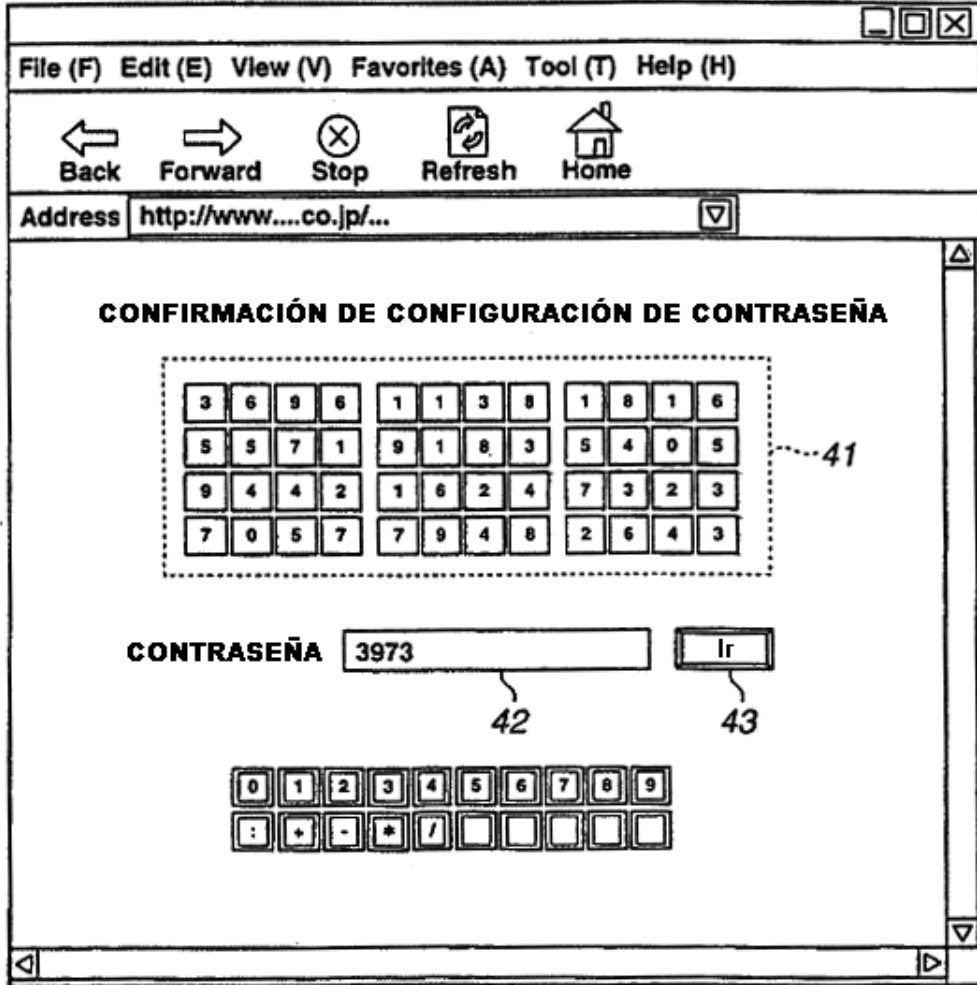 File (F) Edit (E) View (V) Favorites (A) Tool (T) Help (H)
Back Forward Stop Refresh Home
Address http://www....co.jp/...
CONFIRMACIÓN DE CONFIGURACIÓN DE CONTRASEÑA
3 6 9 6 1 1 3 8 1 8 1 6
5 5 7 1 9 1 8 3 5 4 0 5
9 4 4 2 1 6 2 4 7 3 2 3
7 0 5 7 7 9 4 8 2 6 4 3
41
CONTRASEÑA 3973 Ir
42 43
0 1 2 3 4 5 6 7 8 9
: + - * /